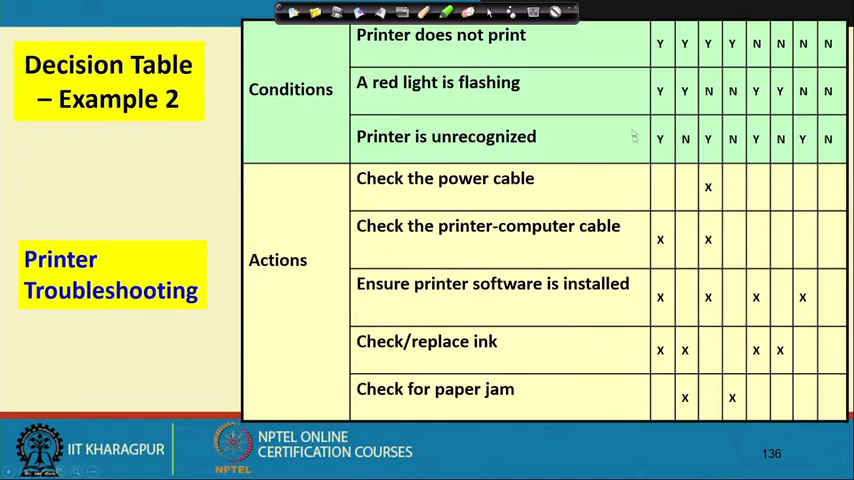 Decision Table
– Example 2
Printer
Troubleshooting
Conditions
Printer does not print Y Y Y Y N N N N
A red light is flashing Y Y N N Y Y N N
Printer is unrecognized Y N Y N Y N Y N
Actions
Check the power cable X
Check the printer-computer cable X X
Ensure printer software is installed X X X X
Check/replace ink X X X X
Check for paper jam X X
IIT KHARAGPUR
NPTEL
NPTEL ONLINE
CERTIFICATION COURSES
136